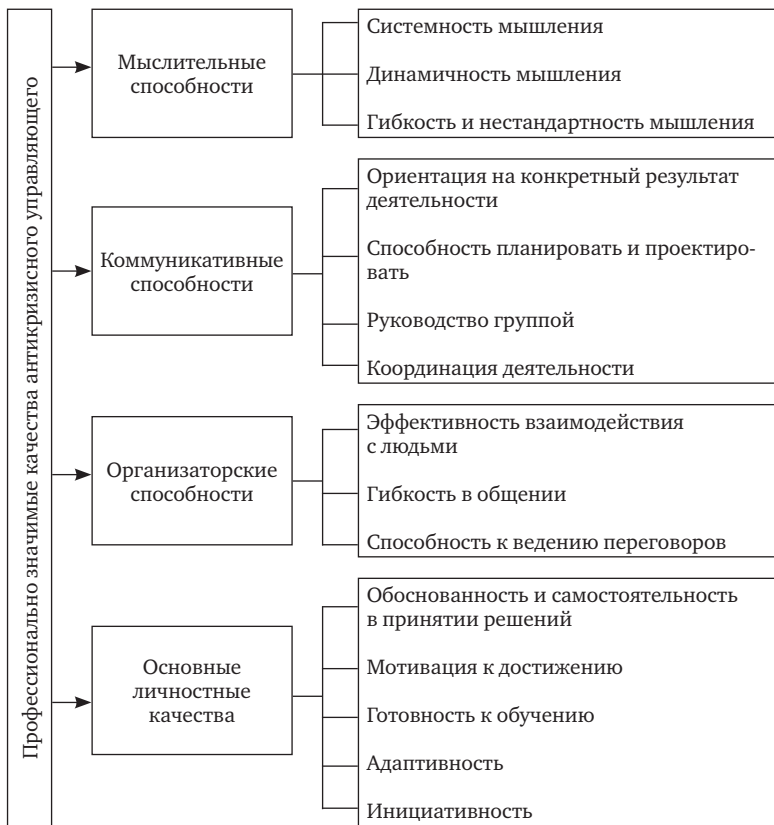 Профессионально значимые качества антикризисного управляющего
Мыслительные
способности
Системность мышления
Динамичность мышления
Гибкость и нестандартность мышления
Коммуникативные
способности
Ориентация на конкретный результат
деятельности
Способность планировать и проектиро-
вать
Руководство группой
Координация деятельности
Организаторские
способности
Эффективность взаимодействия
с людьми
Гибкость в общении
Способность к ведению переговоров
Основные
личностные
качества
Обоснованность и самостоятельность
в принятии решений
Мотивация к достижению
Готовность к обучению
Адаптивность
Инициативность